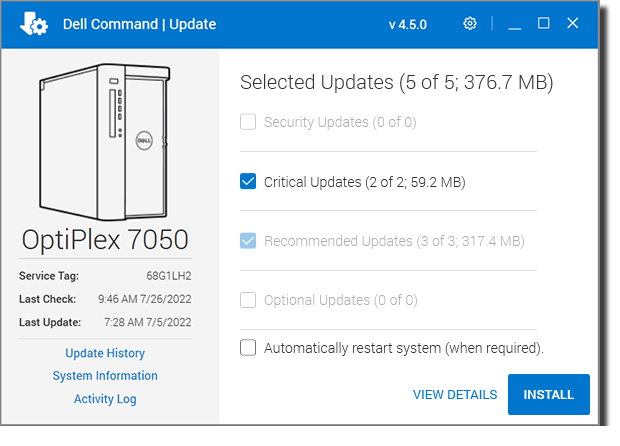 Dell Command | Update
v 4.5.0
DELL
OptiPlex 7050
Service Tag: 68G1LH2
Last Check: 9:46 AM 7/26/2022
Last Update: 7:28 AM 7/5/2022
Update History
System Information
Activity Log
Selected Updates (5 of 5; 376.7 MB)
Security Updates (0 of 0)
Critical Updates (2 of 2; 59.2 MB)
Recommended Updates (3 of 3; 317.4 MB)
Optional Updates (0 of 0)
Automatically restart system (when required).
VIEW DETAILS
INSTALL